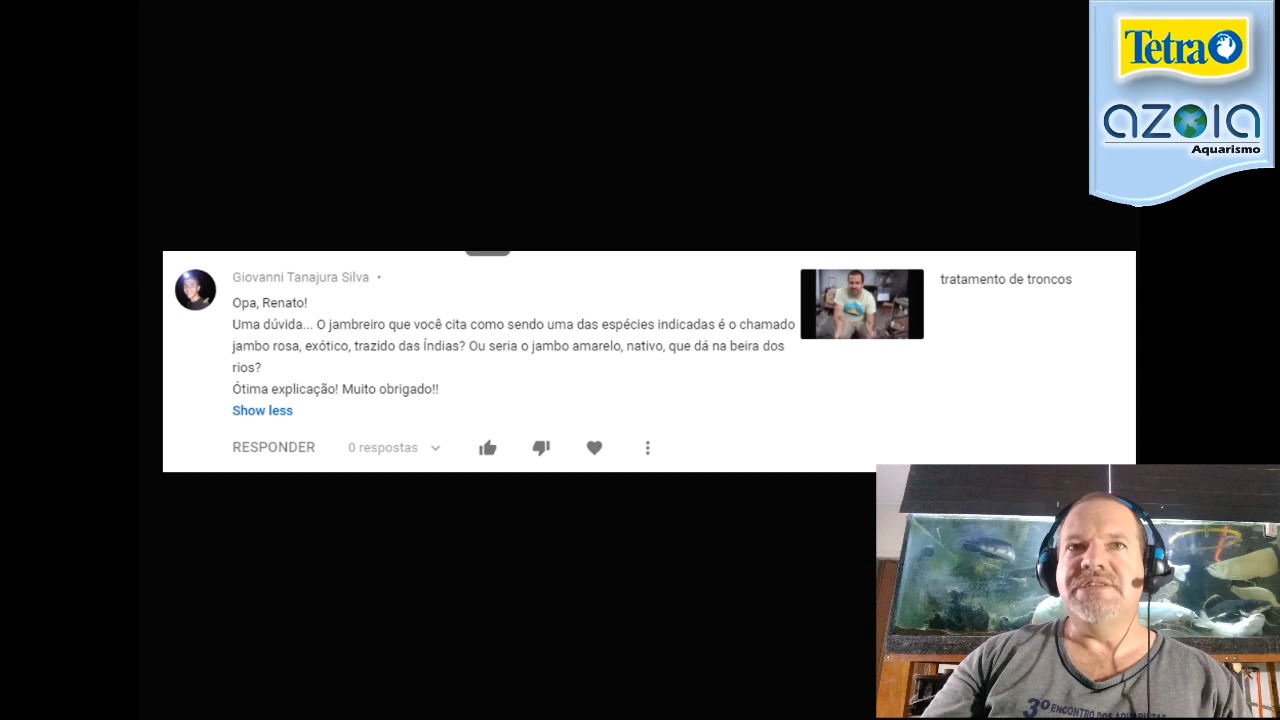 Tetra
azoia
Aquarismo
Giovanni Tanajura Silva •
tratamento de troncos
Opa, Renato!
Uma dúvida... O jambreiro que você cita como sendo uma das espécies indicadas é o chamado
jambo rosa, exótico, trazido das Índias? Ou seria o jambo amarelo, nativo, que dá na beira dos
rios?
Ótima explicação! Muito obrigado!!
Show less
RESPONDER 0 respostas
3º ENCONTRO DOS AQUARISTAS